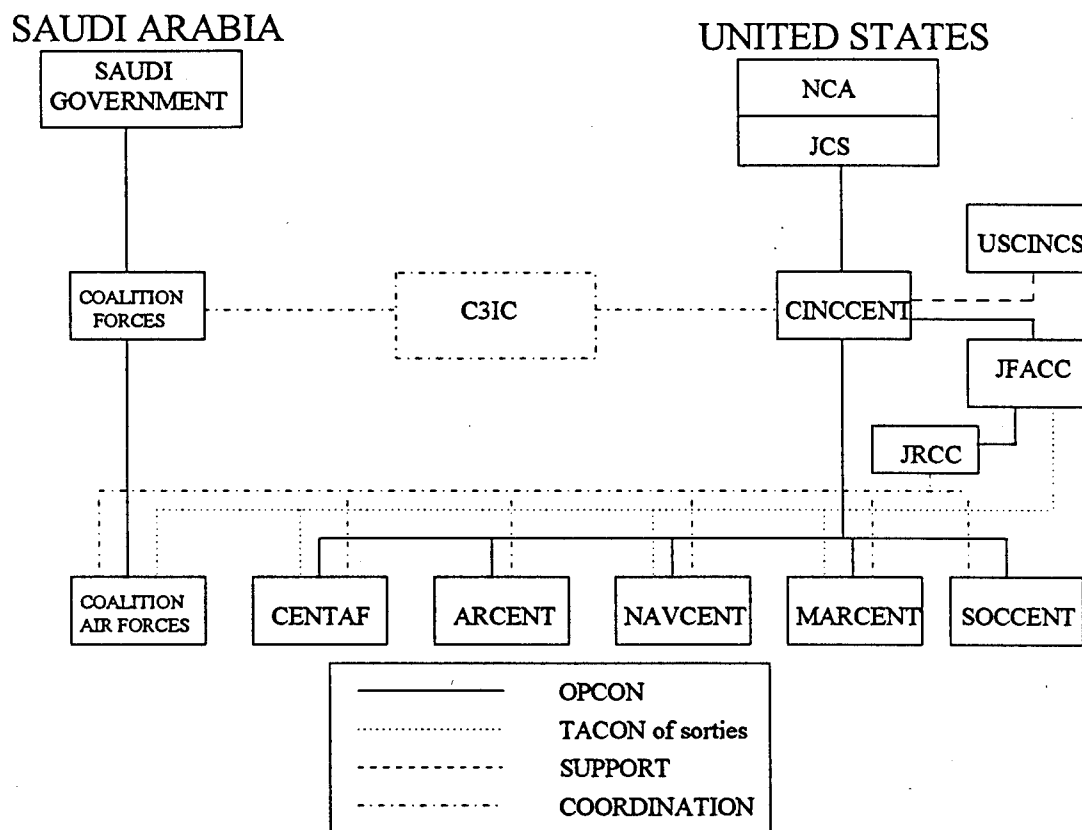 SAUDI ARABIA
UNITED STATES
SAUDI
GOVERNMENT
NCA
JCS
USCINCS
COALITION
FORCES
C3IC
CINCCENT
JFACC
JRCC
COALITION
AIR FORCES
CENTAF
ARCENT
NAVCENT
MARCENT
SOCCENT
OPCON
TACON of sorties
SUPPORT
COORDINATION